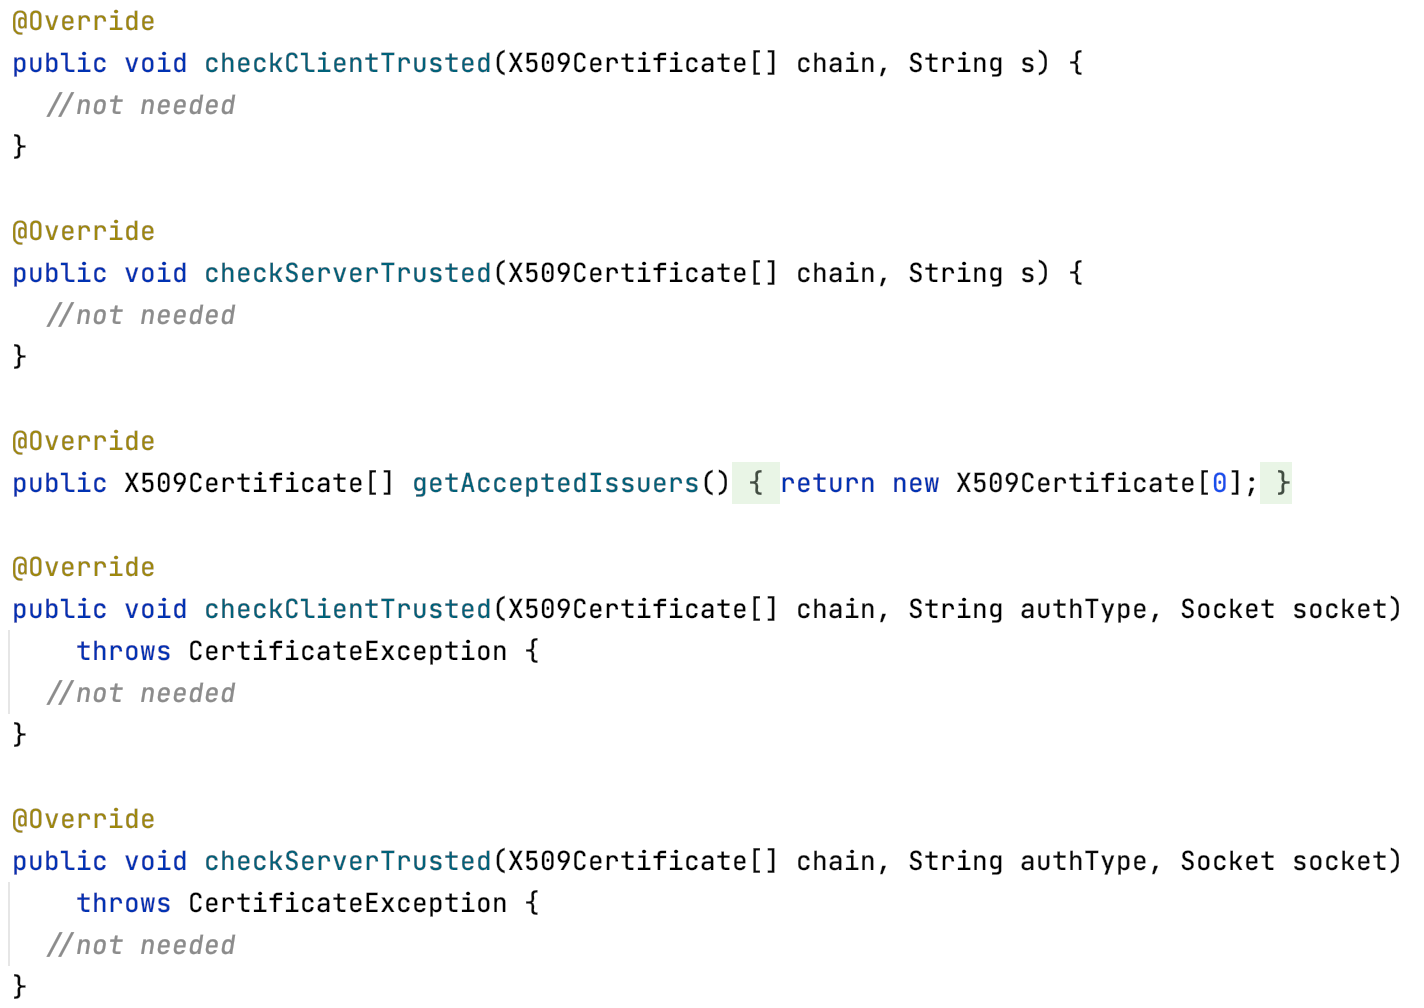 @Override
public void checkClientTrusted(X509Certificate[] chain, String s) {
  //not needed
}

@Override
public void checkServerTrusted(X509Certificate[] chain, String s) {
  //not needed
}

@Override
public X509Certificate[] getAcceptedIssuers() { return new X509Certificate[0]; }

@Override
public void checkClientTrusted(X509Certificate[] chain, String authType, Socket socket)
    throws CertificateException {
  //not needed
}

@Override
public void checkServerTrusted(X509Certificate[] chain, String authType, Socket socket)
    throws CertificateException {
  //not needed
}